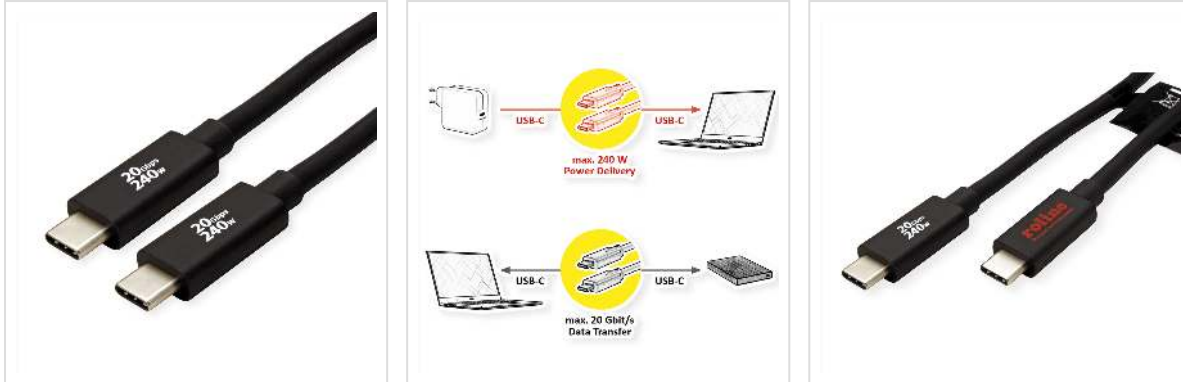 20Gbps
240W
20Gbps
240W
USB-C
USB-C
max. 240 W
Power Delivery
USB-C
USB-C
max. 20 Gbit/s
Data Transfer
20Gbps
240W
roline